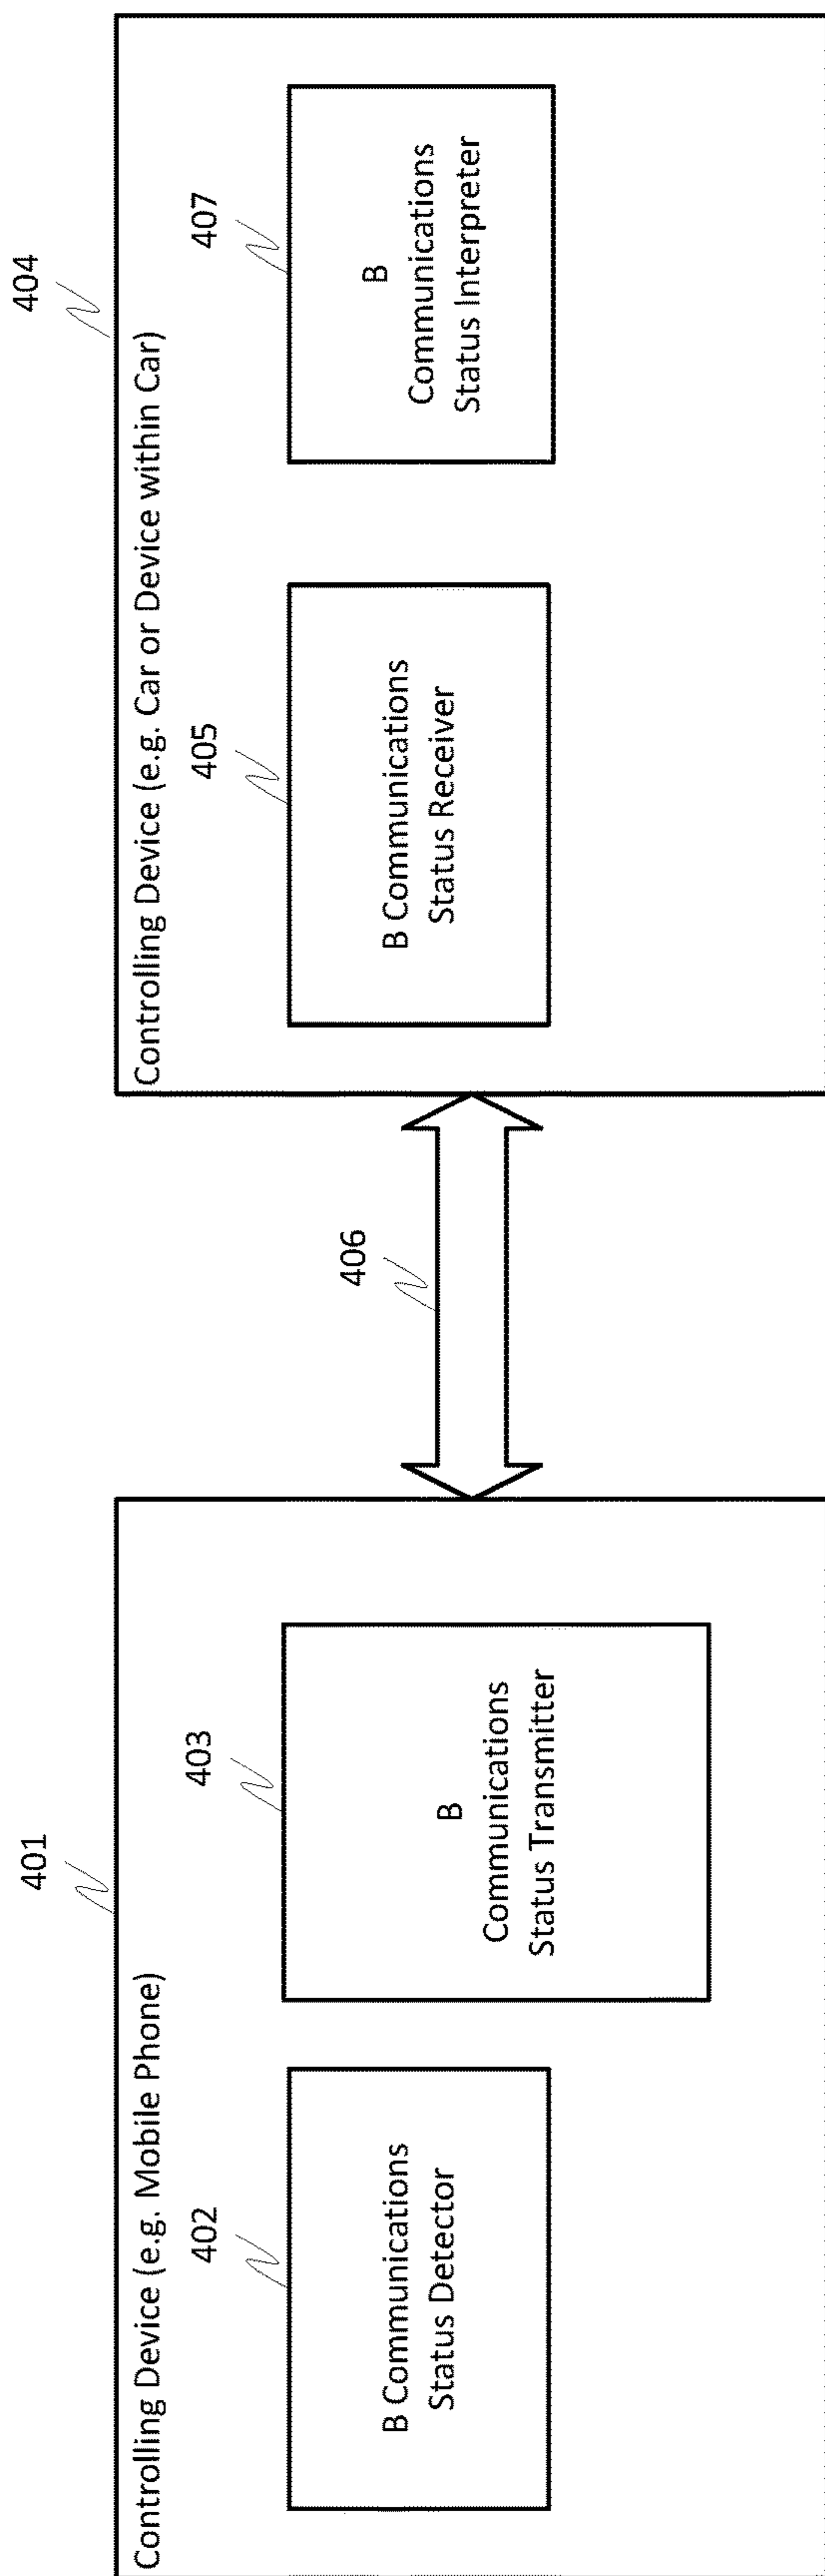 401
Controlling Device (e.g. Mobile Phone)
402
B Communications
Status Detector
403
B
Communications
Status Transmitter
406
404
Controlling Device (e.g. Car or Device within Car)
405
B Communications
Status Receiver
407
B
Communications
Status Interpreter